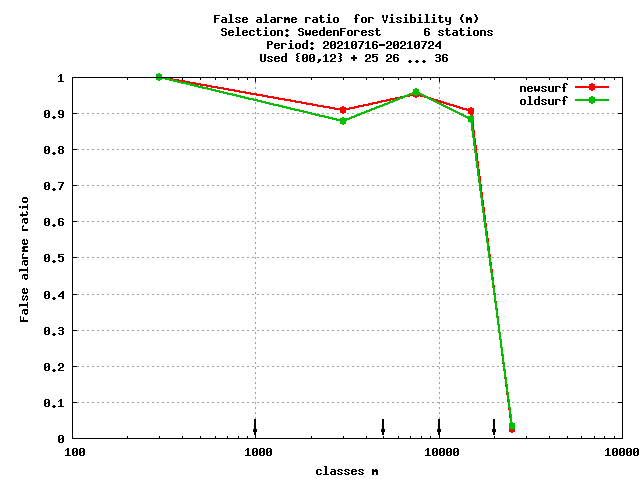 False alarme ratio  for Visibility (m)
Selection: SwedenForest      6 stations
Period: 20210716-20210724
Used {00,12} + 25 26 ... 36
newsurf
oldsurf
1
0.9
0.8
0.7
0.6
0.5
0.4
0.3
0.2
0.1
0
False alarme ratio
100
1000
10000
10000
classes m